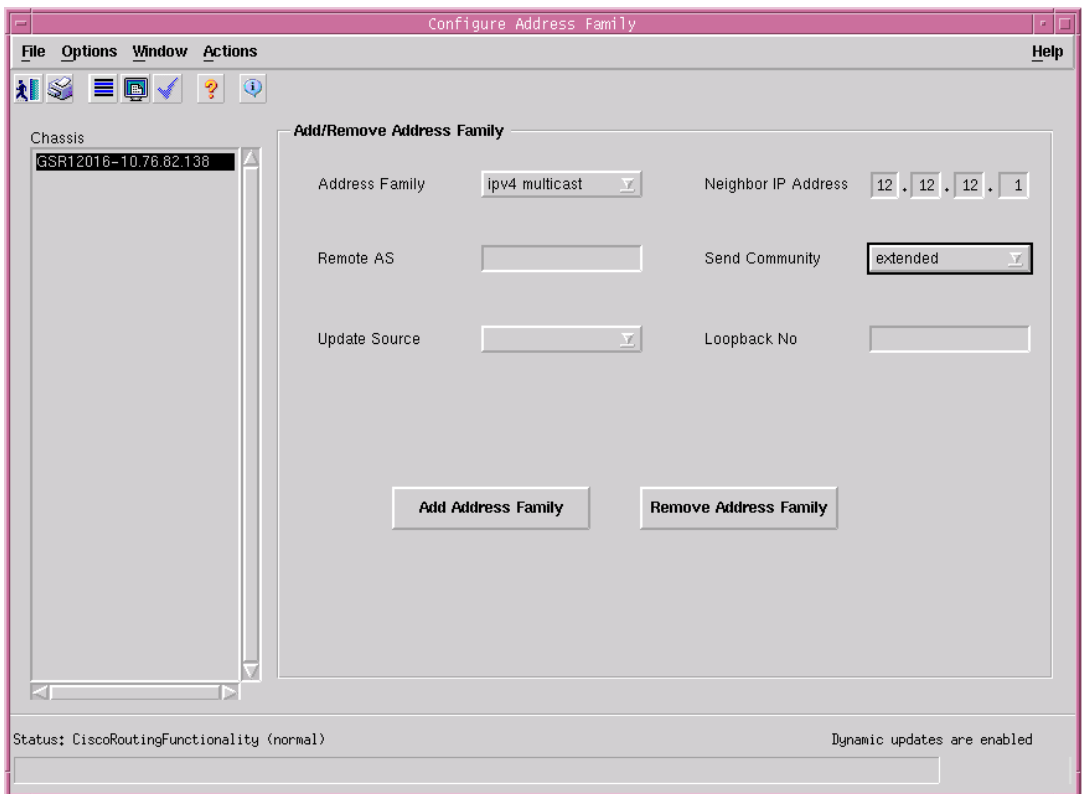 Configure Address Family
File Options Window Actions Help
Chassis
GSR12016-10.76.82.138
Add/Remove Address Family
Address Family ipv4 multicast Neighbor IP Address 12 . 12 . 12 . 1
Remote AS Send Community extended
Update Source Loopback No
Add Address Family Remove Address Family
Status: CiscoRoutingFunctionality (normal) Dynamic updates are enabled